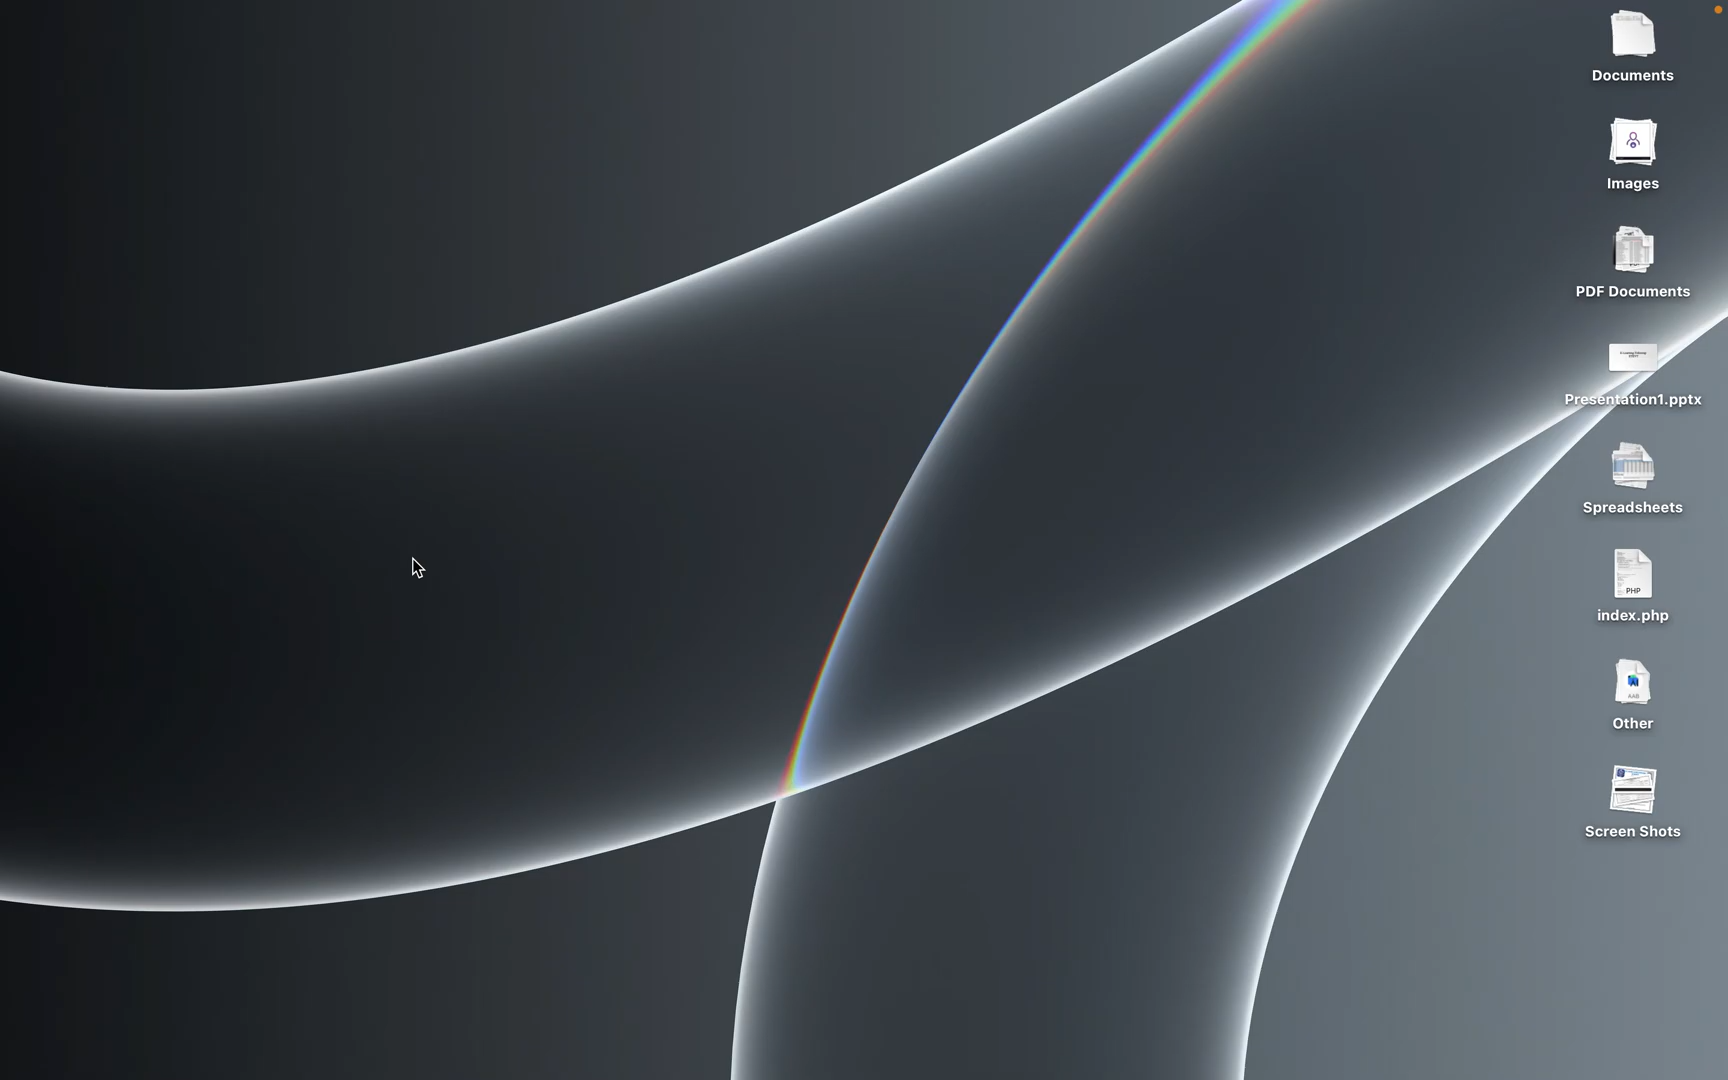 Documents
Images
PDF Documents
Presentation1.pptx
Spreadsheets
PHP
index.php
AAB
Other
Screen Shots